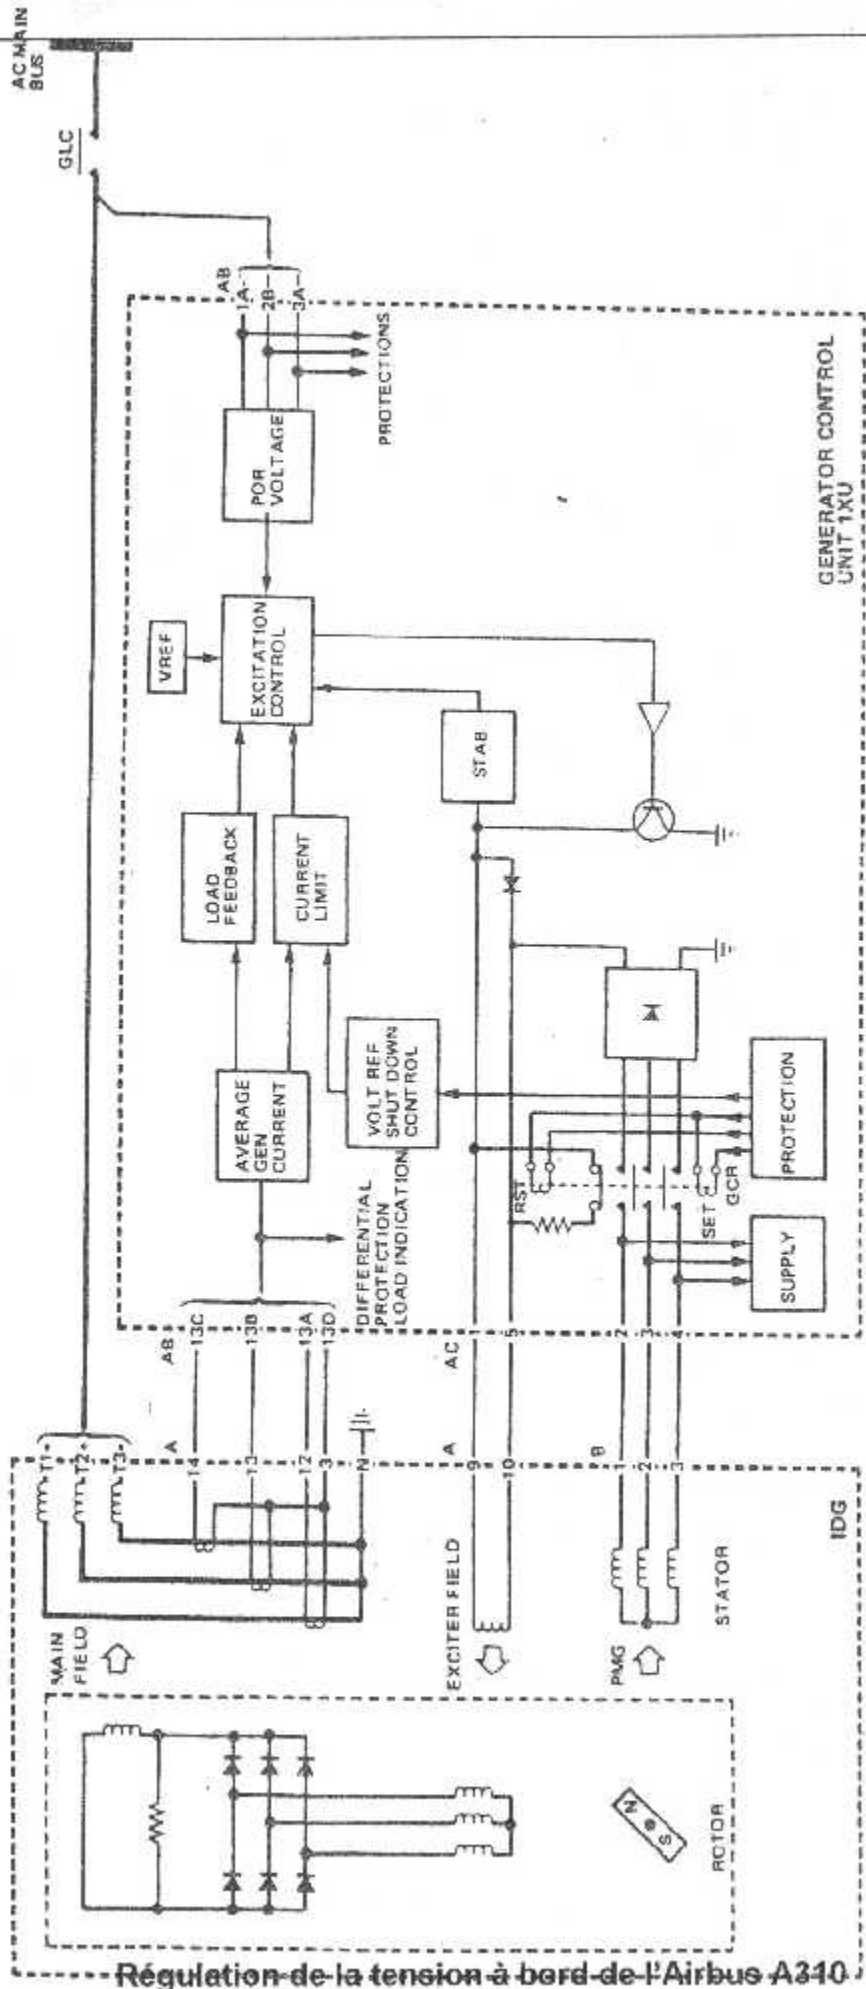 AC MAIN
BUS
GLC
AB
1A
2B
3A
PROTECTIONS
POR
VOLTAGE
GENERATOR CONTROL
UNIT 1XU
VREF
EXCITATION
CONTROL
STAB
LOAD
FEEDBACK
CURRENT
LIMIT
AVERAGE
GEN
CURRENT
VOLT REF
SHUT DOWN
CONTROL
RST
SET
GCR
PROTECTION
SUPPLY
DIFFERENTIAL
PROTECTION
LOAD INDICATION
AB
13C
13B
13A
13D
AC
1
5
2
3
4
T1
T2
T3
A
14
13
12
3
N
A
9
10
B
1
2
3
IDG
MAIN
FIELD
EXCITER FIELD
PMG
STATOR
N
S
ROTOR
Régulation de la tension à bord de l'Airbus A310